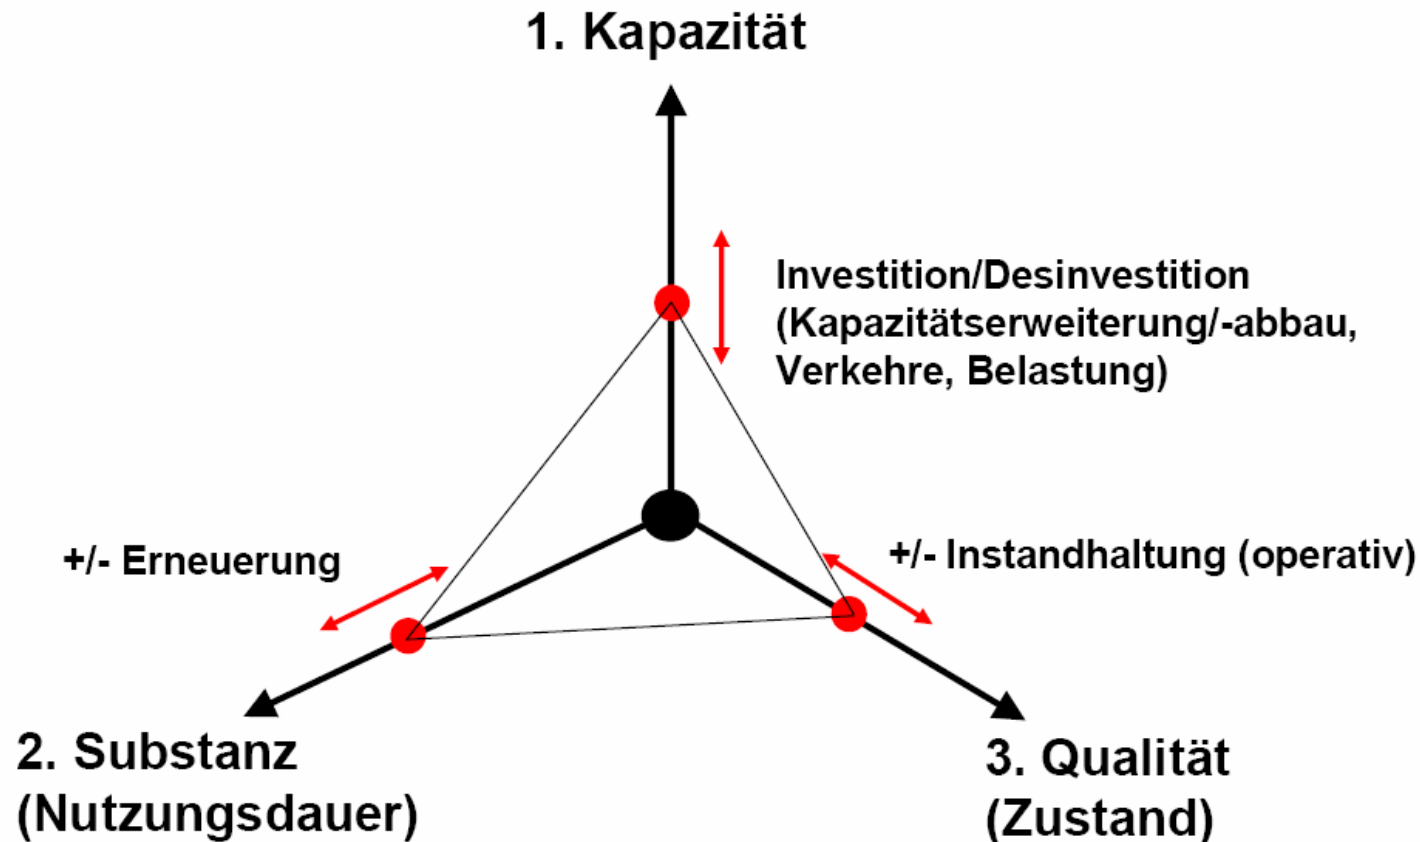 1. Kapazität
Investition/Desinvestition
(Kapazitätserweiterung/-abbau,
Verkehre, Belastung)
+/- Erneuerung
+/- Instandhaltung (operativ)
2. Substanz
(Nutzungsdauer)
3. Qualität
(Zustand)